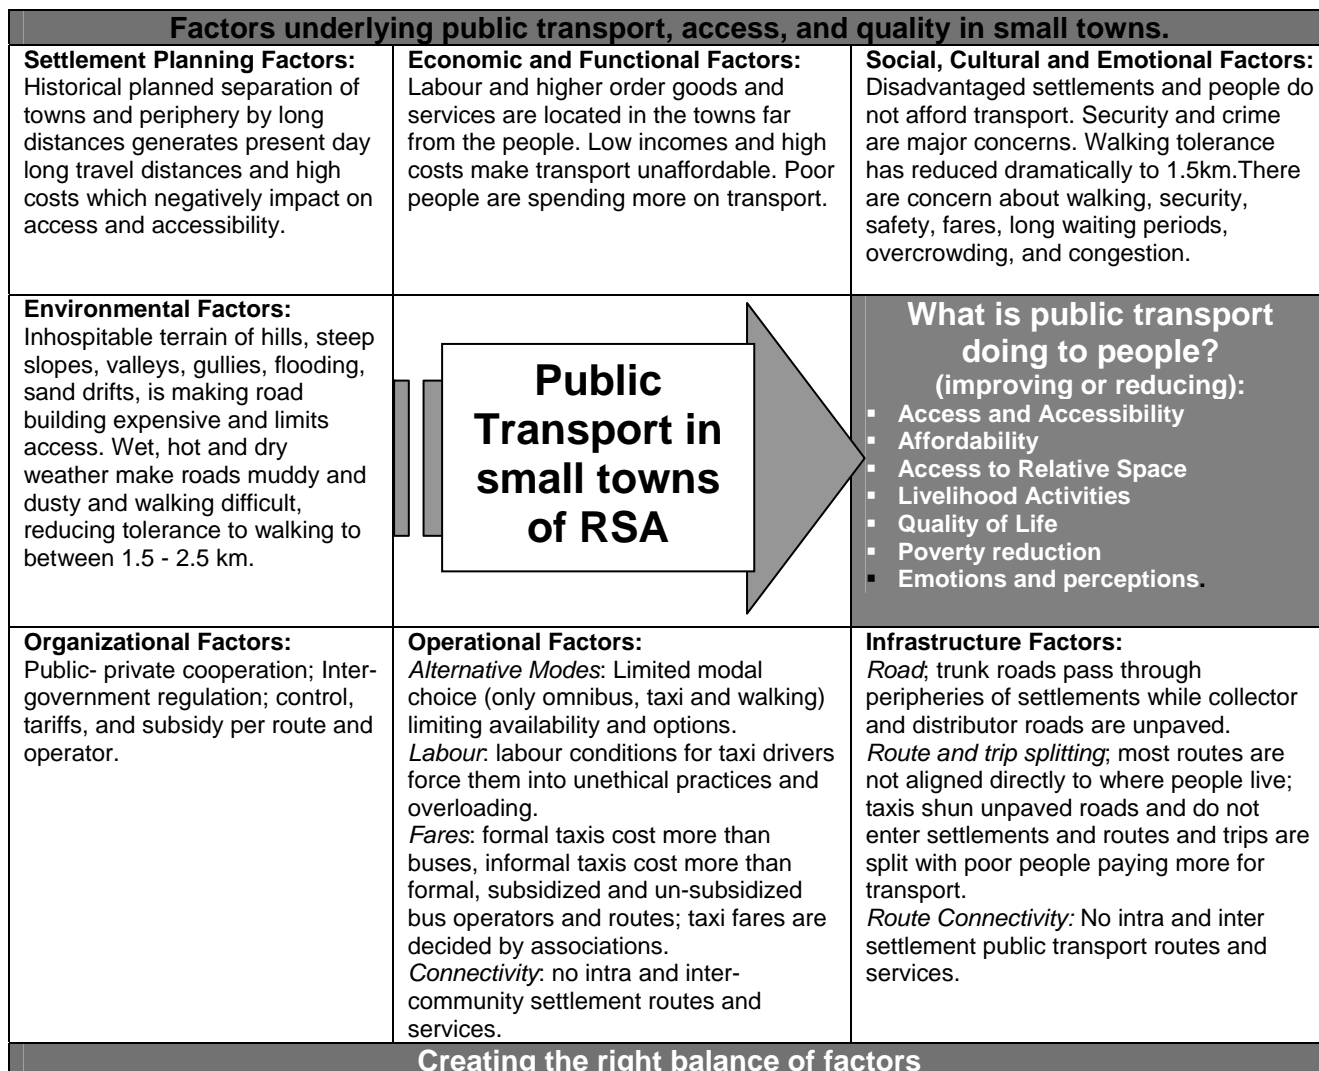 Factors underlying public transport, access, and quality in small towns.
Settlement Planning Factors:
Historical planned separation of
towns and periphery by long
distances generates present day
long travel distances and high
costs which negatively impact on
access and accessibility.
Economic and Functional Factors:
Labour and higher order goods and
services are located in the towns far
from the people. Low incomes and high
costs make transport unaffordable. Poor
people are spending more on transport.
Social, Cultural and Emotional Factors:
Disadvantaged settlements and people do
not afford transport. Security and crime
are major concerns. Walking tolerance
has reduced dramatically to 1.5km.There
are concern about walking, security,
safety, fares, long waiting periods,
overcrowding, and congestion.
Environmental Factors:
Inhospitable terrain of hills, steep
slopes, valleys, gullies, flooding,
sand drifts, is making road
building expensive and limits
access. Wet, hot and dry
weather make roads muddy and
dusty and walking difficult,
reducing tolerance to walking to
between 1.5 - 2.5 km.
Public
Transport in
small towns
of RSA
What is public transport
doing to people?
(improving or reducing):
▪ Access and Accessibility
▪ Affordability
▪ Access to Relative Space
▪ Livelihood Activities
▪ Quality of Life
▪ Poverty reduction
▪ Emotions and perceptions.
Organizational Factors:
Public- private cooperation; Inter-
government regulation; control,
tariffs, and subsidy per route and
operator.
Operational Factors:
Alternative Modes: Limited modal
choice (only omnibus, taxi and walking)
limiting availability and options.
Labour: labour conditions for taxi drivers
force them into unethical practices and
overloading.
Fares: formal taxis cost more than
buses, informal taxis cost more than
formal, subsidized and un-subsidized
bus operators and routes; taxi fares are
decided by associations.
Connectivity: no intra and inter-
community settlement routes and
services.
Infrastructure Factors:
Road; trunk roads pass through
peripheries of settlements while collector
and distributor roads are unpaved.
Route and trip splitting; most routes are
not aligned directly to where people live;
taxis shun unpaved roads and do not
enter settlements and routes and trips are
split with poor people paying more for
transport.
Route Connectivity: No intra and inter
settlement public transport routes and
services.
Creating the right balance of factors